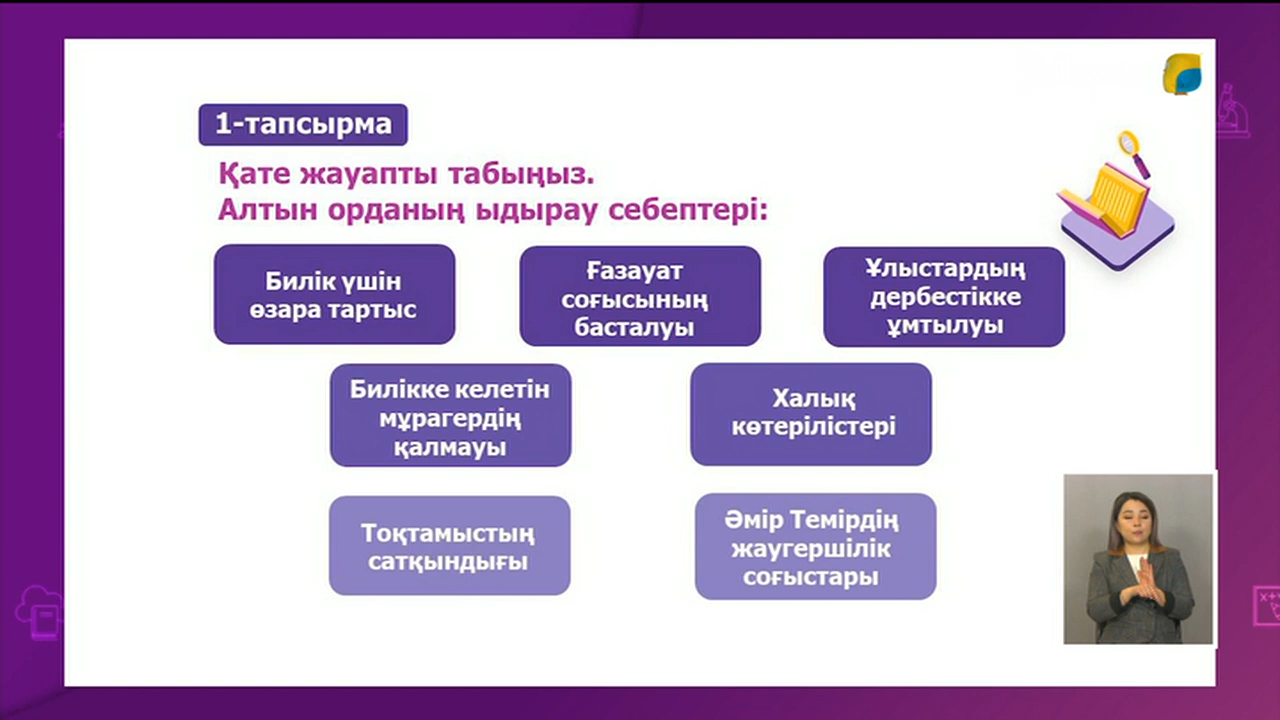 1-тапсырма
Қате жауапты табыңыз.
Алтын орданың ыдырау себептері:
Билік үшін
өзара тартыс
Ғазауат
соғысының
басталуы
Ұлыстардың
дербестікке
ұмтылуы
Билікке келетін
мұрагердің
қалмауы
Халық
көтерілістері
Тоқтамыстың
сатқындығы
Әмір Темірдің
жаугершілік
соғыстары